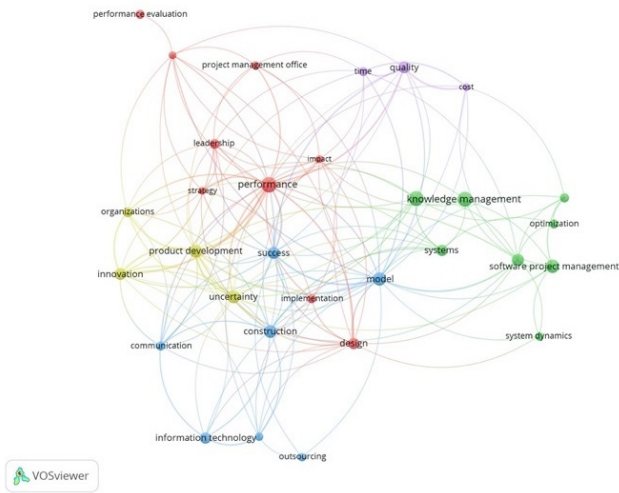 performance evaluation
project management office
time
quality
cost
leadership
impact
performance
strategy
knowledge management
organizations
optimization
product development
success
systems
software project management
innovation
model
uncertainty
implementation
construction
system dynamics
communication
design
information technology
outsourcing
VOSviewer